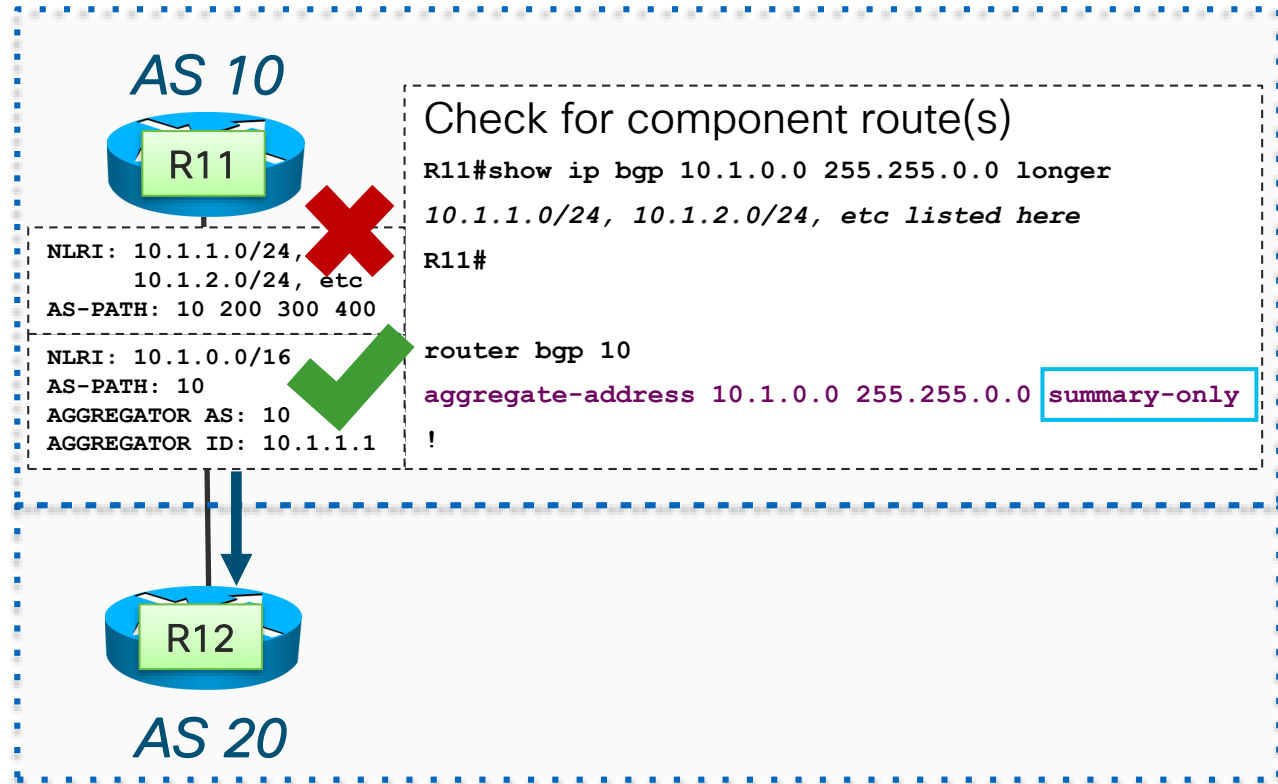 AS 10
R11
Check for component route(s)
R11#show ip bgp 10.1.0.0 255.255.0.0 longer
10.1.1.0/24, 10.1.2.0/24, etc listed here
R11#
router bgp 10
aggregate-address 10.1.0.0 255.255.0.0 summary-only
!
NLRI: 10.1.1.0/24,
10.1.2.0/24, etc
AS-PATH: 10 200 300 400
NLRI: 10.1.0.0/16
AS-PATH: 10
AGGREGATOR AS: 10
AGGREGATOR ID: 10.1.1.1
R12
AS 20